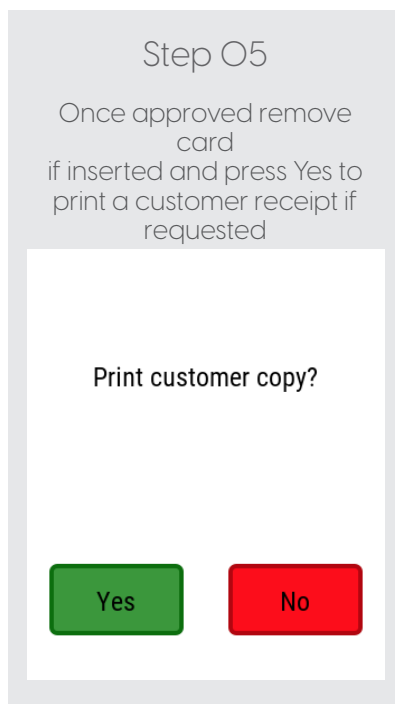 Step 05
Once approved remove
card
if inserted and press Yes to
print a customer receipt if
requested
Print customer copy?
Yes
No